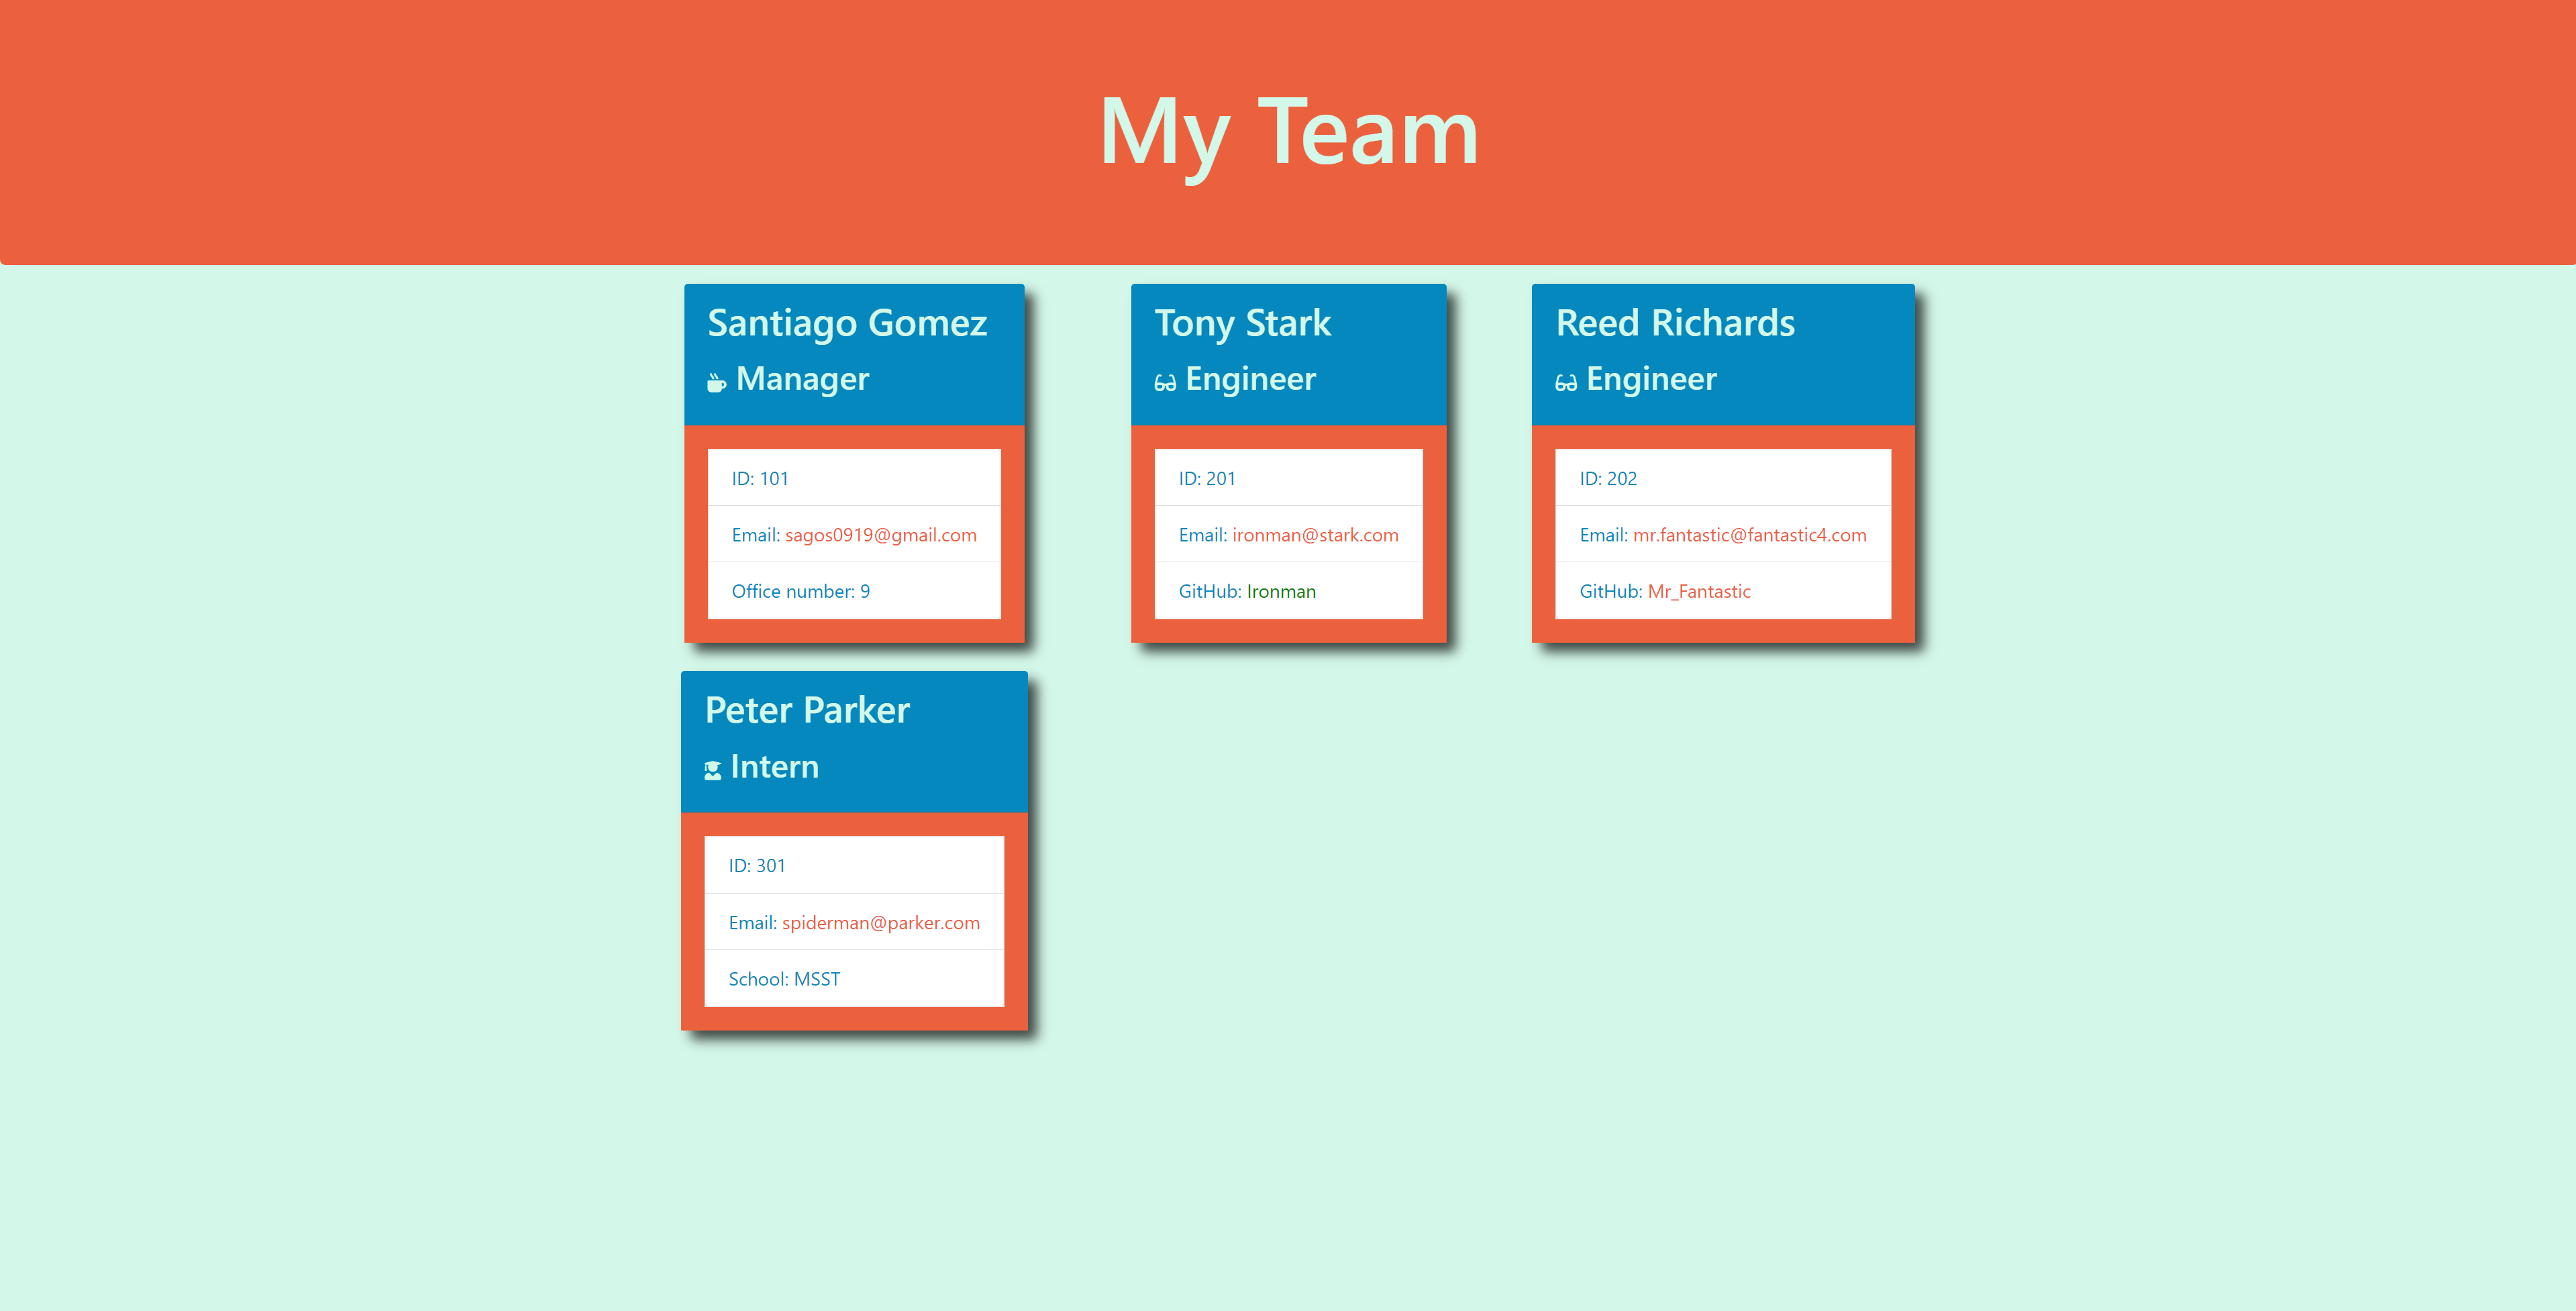 My Team
Santiago Gomez
Manager
ID: 101
Email: sagos0919@gmail.com
Office number: 9
Tony Stark
Engineer
ID: 201
Email: ironman@stark.com
GitHub: Ironman
Reed Richards
Engineer
ID: 202
Email: mr.fantastic@fantastic4.com
GitHub: Mr_Fantastic
Peter Parker
Intern
ID: 301
Email: spiderman@parker.com
School: MSST